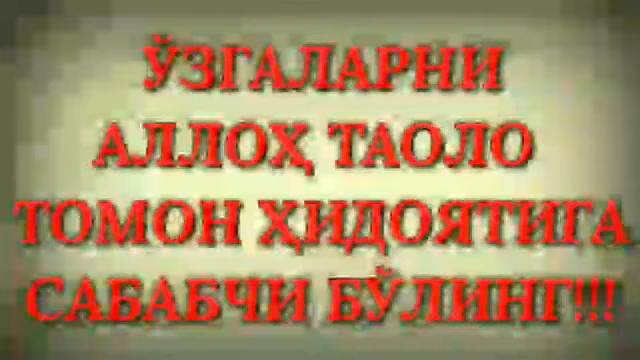 ЎЗГАЛАРНИ
АЛЛОҲ ТАОЛО
ТОМОН ҲИДОЯТИГА
САБАБЧИ БЎЛИНГ!!!